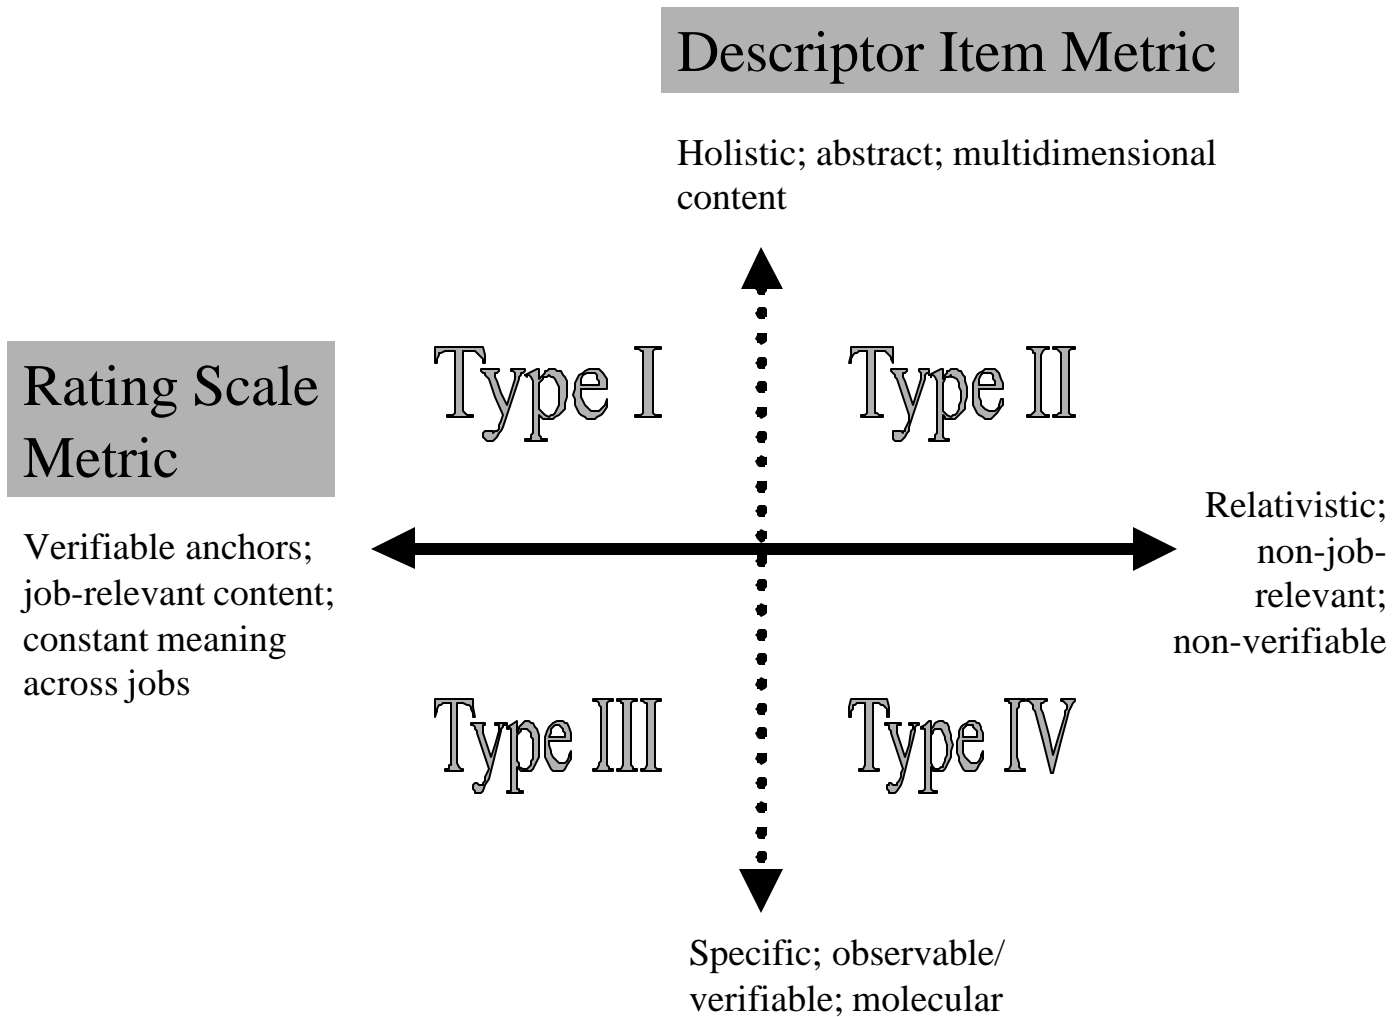 Descriptor Item Metric
Holistic; abstract; multidimensional
content
Type I
Type II
Rating Scale
Metric
Verifiable anchors;
job-relevant content;
constant meaning
across jobs
Relativistic;
non-job-
relevant;
non-verifiable
Type III
Type IV
Specific; observable/
verifiable; molecular